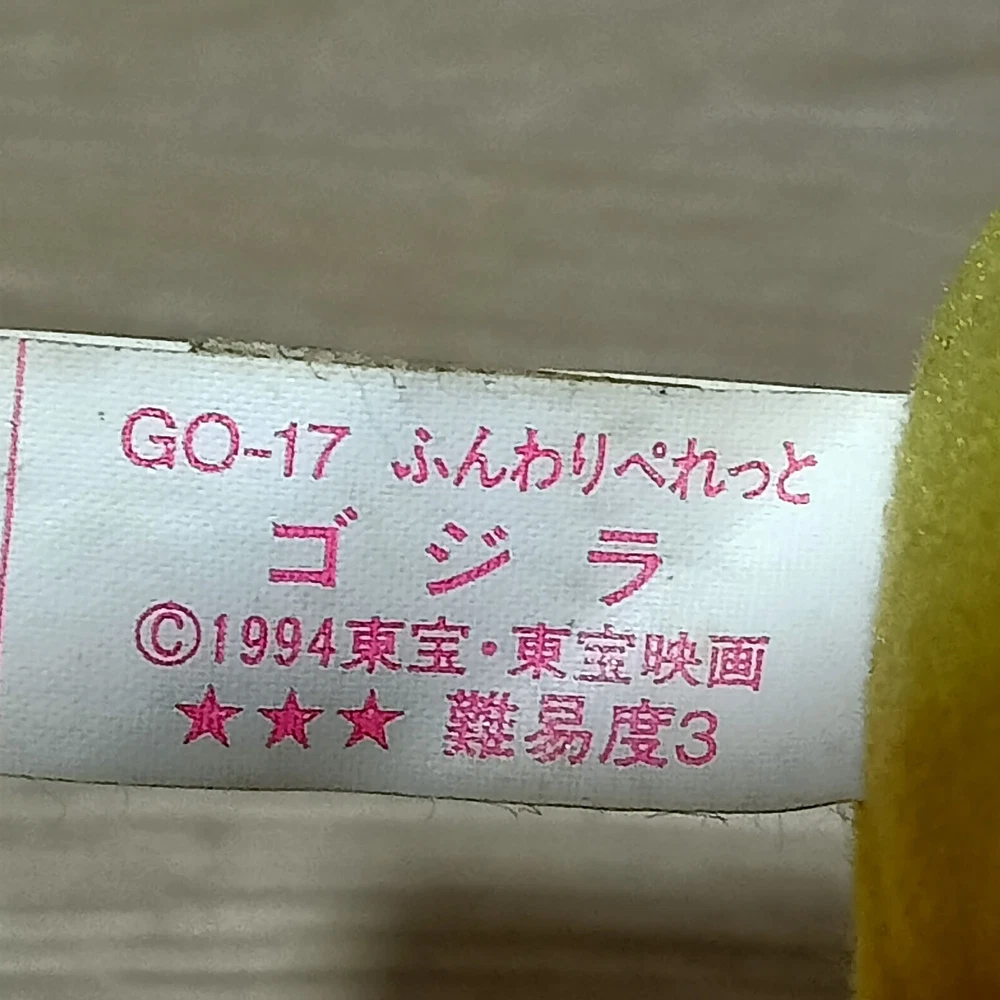 GO-17 ふんわりぺれっと
ゴジラ
©1994東宝・東宝映画
★★★ 難易度3